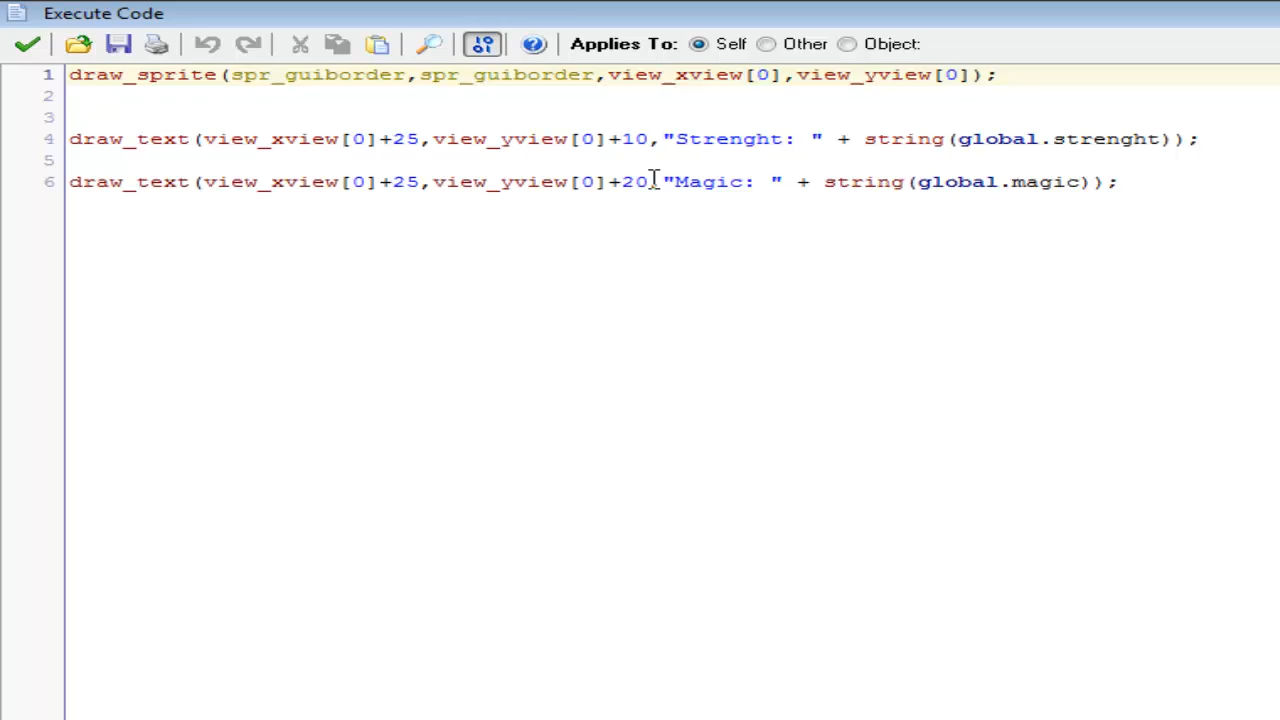 Execute Code
Applies To: Self Other Object:
1 draw_sprite(spr_guiborder,spr_guiborder,view_xview[0],view_yview[0]);
2
3
4 draw_text(view_xview[0]+25,view_yview[0]+10,"Strenght: " + string(global.strenght));
5
6 draw_text(view_xview[0]+25,view_yview[0]+20,"Magic: " + string(global.magic));